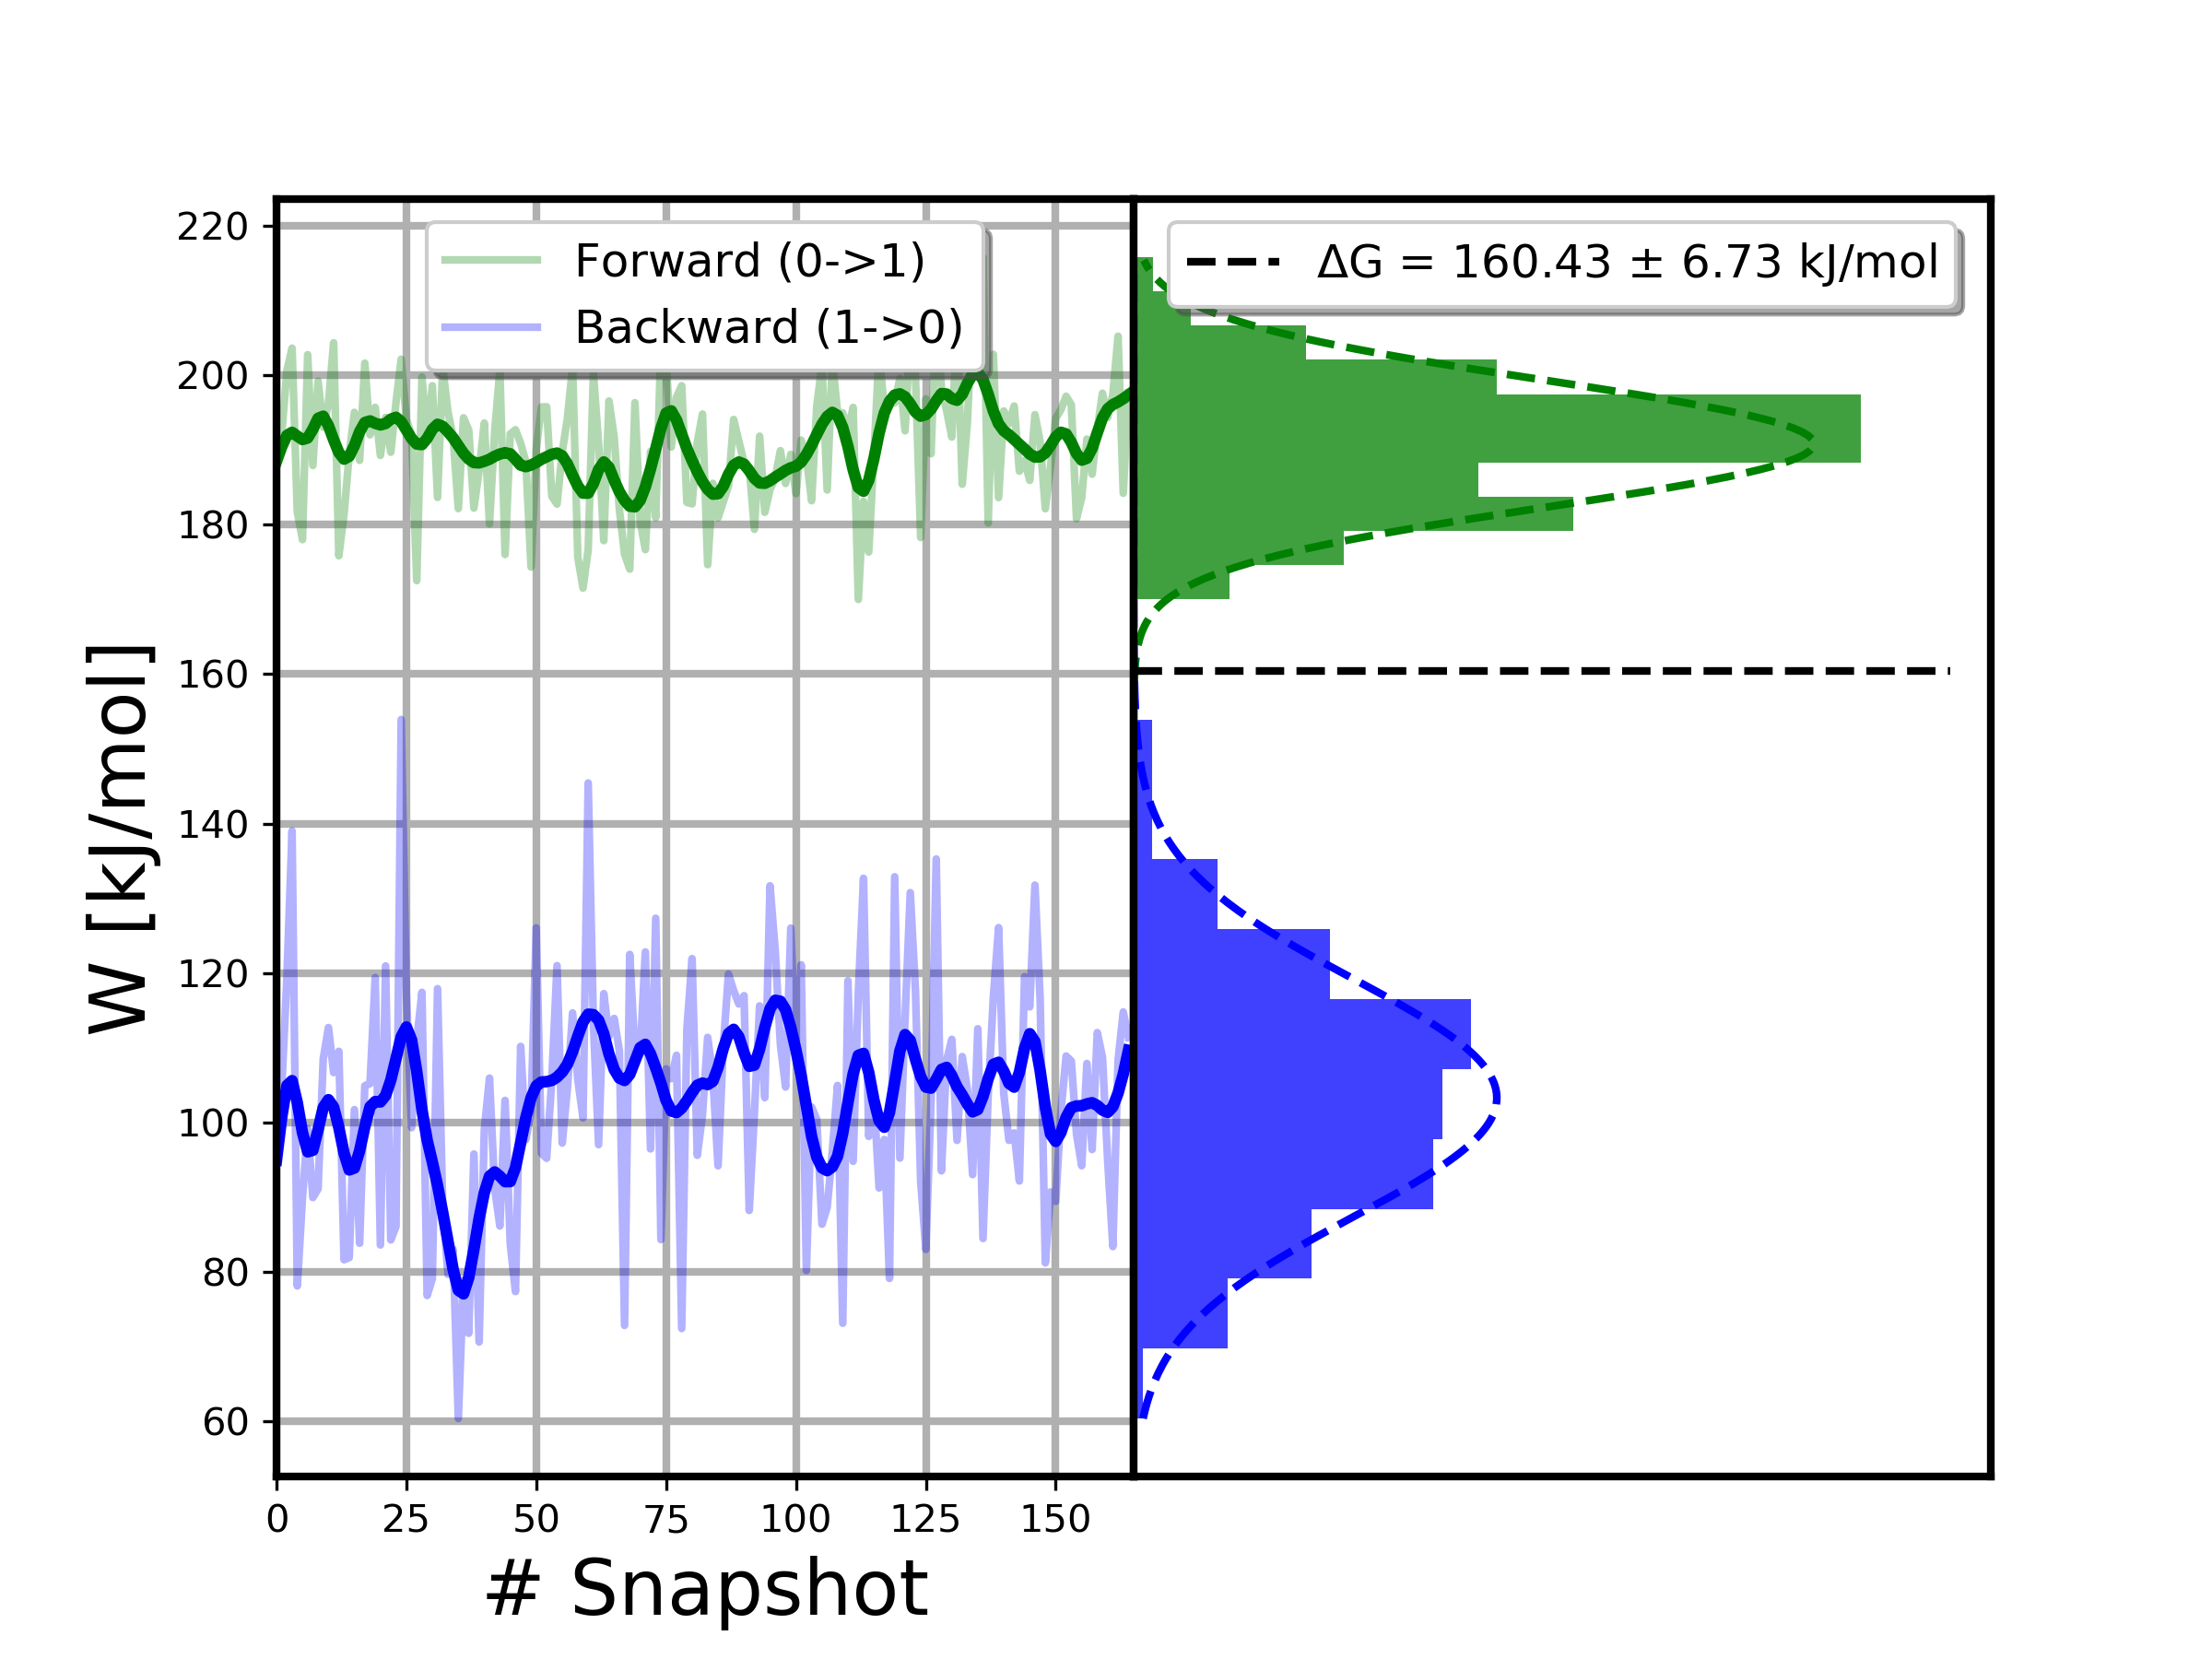 220
200
180
160
140
120
100
80
60
W [kJ/mol]
Forward (0->1)
Backward (1->0)
ΔG = 160.43 ± 6.73 kJ/mol
0 25 50 75 100 125 150
# Snapshot